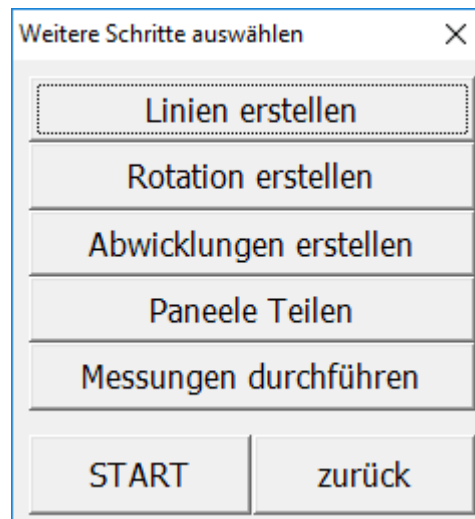 Weitere Schritte auswählen
Linien erstellen
Rotation erstellen
Abwicklungen erstellen
Paneele Teilen
Messungen durchführen
START zurück